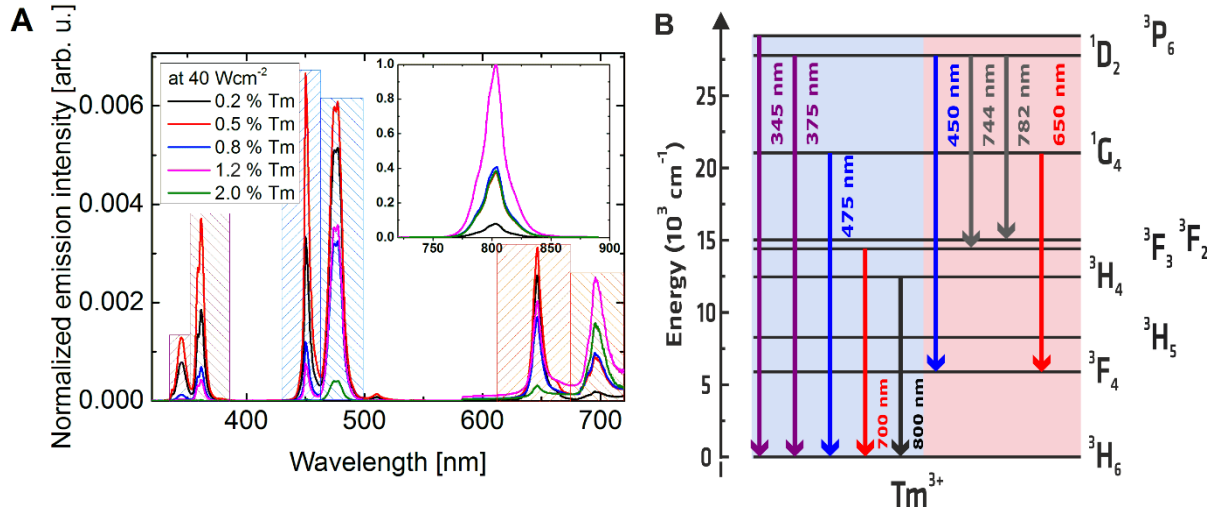 A
Normalized emission intensity [arb. u.]
0.006
0.004
0.002
0.000
at 40 Wcm⁻²
0.2 % Tm
0.5 % Tm
0.8 % Tm
1.2 % Tm
2.0 % Tm
1.0
0.8
0.6
0.4
0.2
0.0
750 800 850 900
400 500 600 700
Wavelength [nm]
B
Energy (10³ cm⁻¹)
25
20
15
10
5
0
345 nm
375 nm
475 nm
700 nm
800 nm
450 nm
744 nm
782 nm
650 nm
³P₆
¹D₂
¹G₄
³F₃ ³F₂
³H₄
³H₅
³F₄
³H₆
Tm³⁺